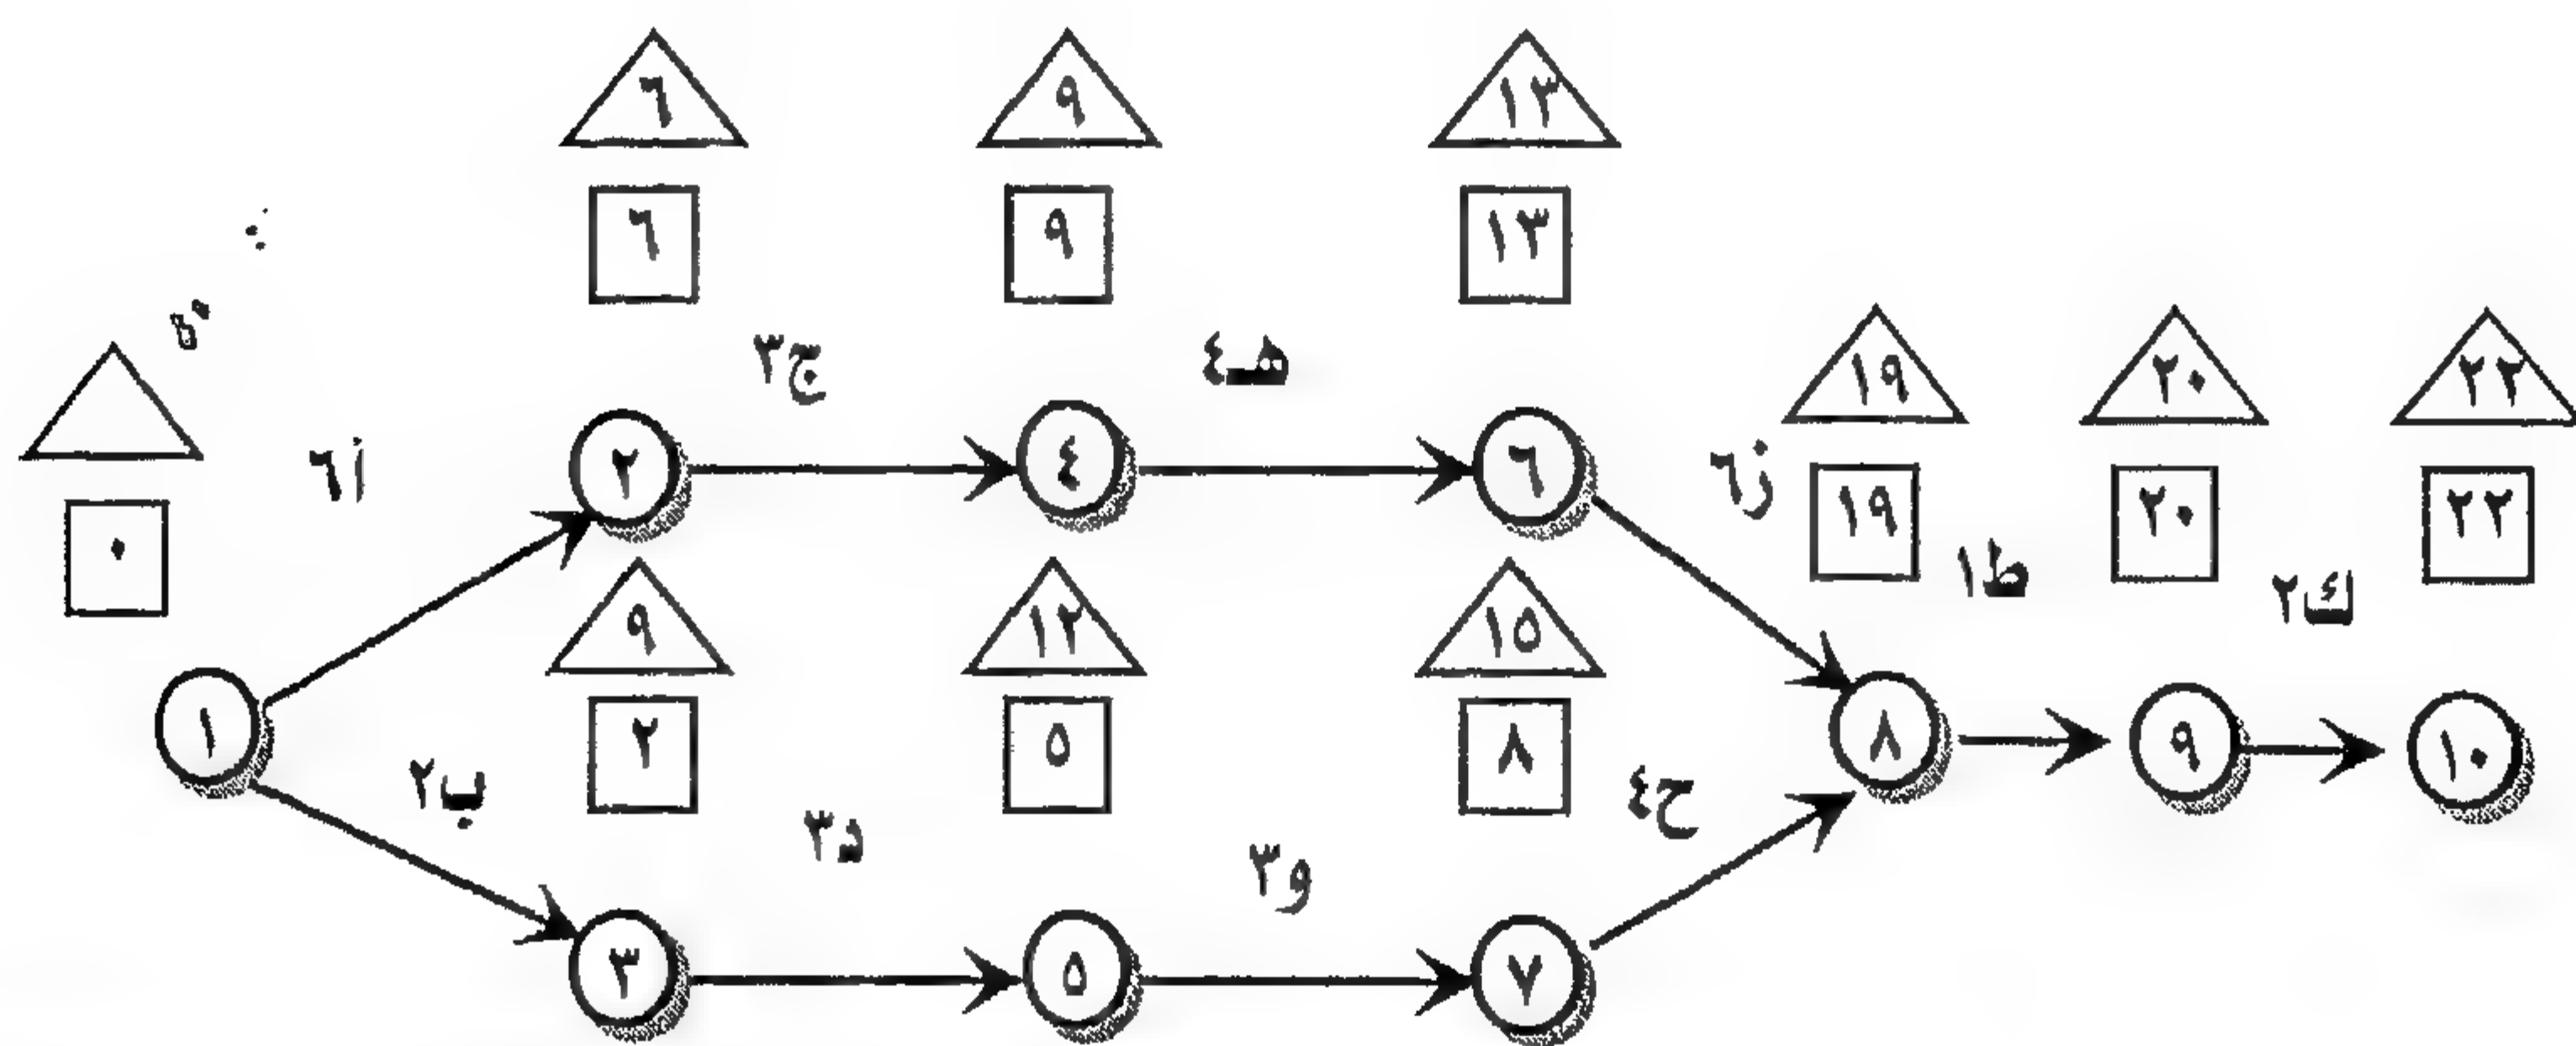 ٦ ٩ ١٣
٦ ٩ ١٣
ج٣ هـ٤
١٩ ٢٠ ٢٢
أ٦ ٢ ٤ ٦ ز٦
٠ ١٩ ٢٠ ٢٢
ط١ ك٢
٩ ١٢ ١٥
١ ٢ ٥ ٨ ٨ ٩ ١٠
ب٢ د٣ و٣ ح٤
٣ ٥ ٧